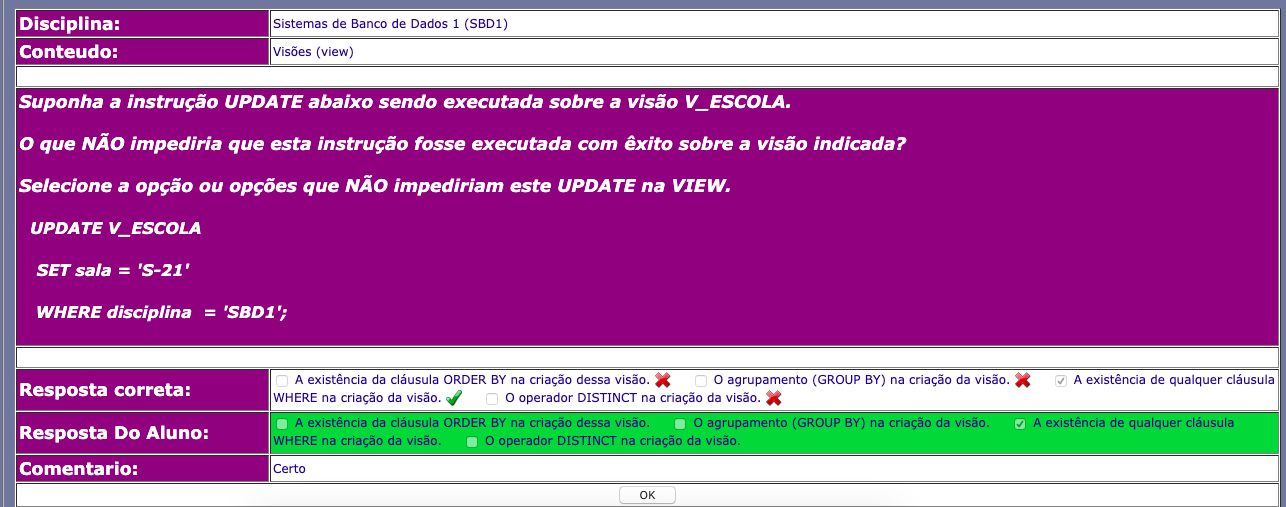 Disciplina: Sistemas de Banco de Dados 1 (SBD1)
Conteudo: Visões (view)
Suponha a instrução UPDATE abaixo sendo executada sobre a visão V_ESCOLA.
O que NÃO impediria que esta instrução fosse executada com êxito sobre a visão indicada?
Selecione a opção ou opções que NÃO impediriam este UPDATE na VIEW.
UPDATE V_ESCOLA
SET sala = 'S-21'
WHERE disciplina = 'SBD1';
Resposta correta: A existência da cláusula ORDER BY na criação dessa visão. O agrupamento (GROUP BY) na criação da visão. A existência de qualquer cláusula
WHERE na criação da visão. O operador DISTINCT na criação da visão.
Resposta Do Aluno: A existência da cláusula ORDER BY na criação dessa visão. O agrupamento (GROUP BY) na criação da visão. A existência de qualquer cláusula
WHERE na criação da visão. O operador DISTINCT na criação da visão.
Comentario: Certo
OK